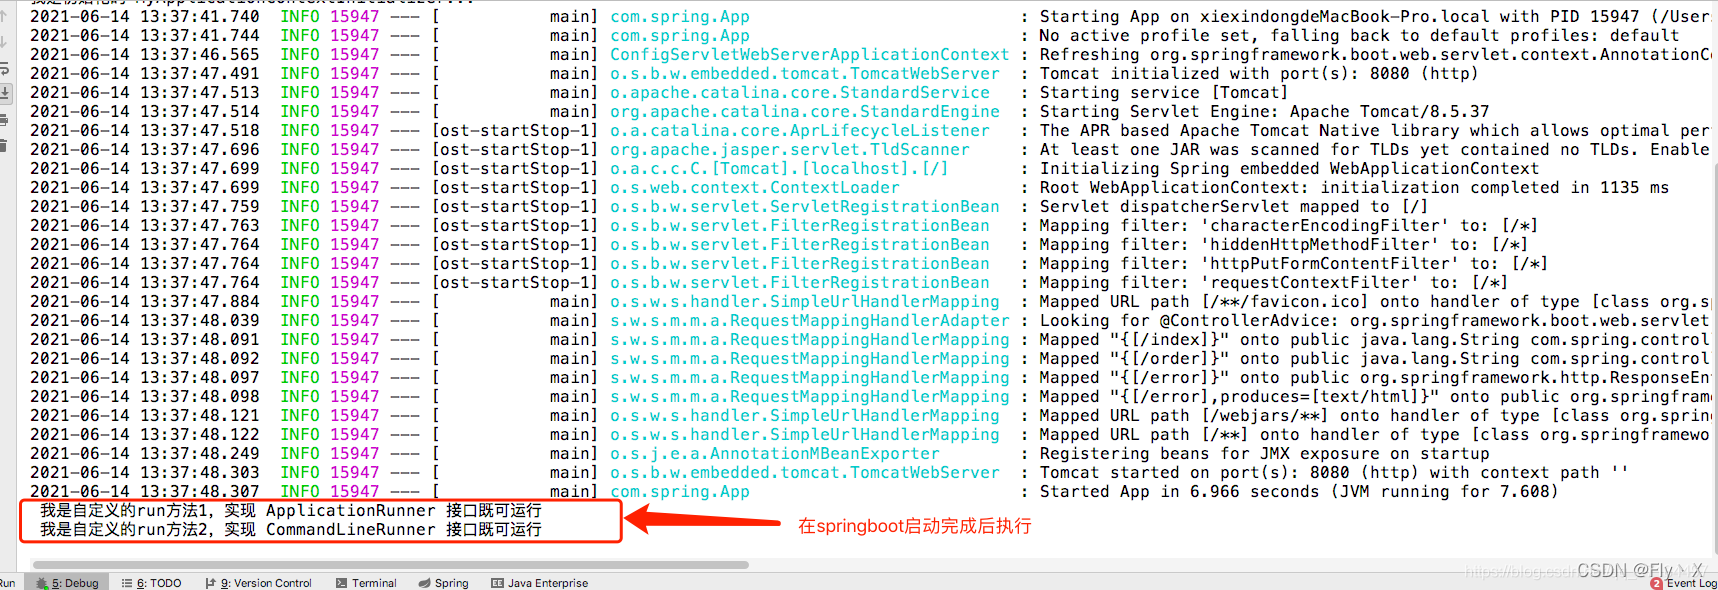 我是初始化的 MyApplicationContextInitializer...
2021-06-14 13:37:41.740  INFO 15947 --- [           main] com.spring.App                           : Starting App on xiexindongdeMacBook-Pro.local with PID 15947 (/Users
2021-06-14 13:37:41.744  INFO 15947 --- [           main] com.spring.App                           : No active profile set, falling back to default profiles: default
2021-06-14 13:37:46.565  INFO 15947 --- [           main] ConfigServletWebServerApplicationContext : Refreshing org.springframework.boot.web.servlet.context.AnnotationCo
2021-06-14 13:37:47.491  INFO 15947 --- [           main] o.s.b.w.embedded.tomcat.TomcatWebServer  : Tomcat initialized with port(s): 8080 (http)
2021-06-14 13:37:47.513  INFO 15947 --- [           main] o.apache.catalina.core.StandardService   : Starting service [Tomcat]
2021-06-14 13:37:47.514  INFO 15947 --- [           main] org.apache.catalina.core.StandardEngine  : Starting Servlet Engine: Apache Tomcat/8.5.37
2021-06-14 13:37:47.518  INFO 15947 --- [ost-startStop-1] o.a.catalina.core.AprLifecycleListener   : The APR based Apache Tomcat Native library which allows optimal per
2021-06-14 13:37:47.696  INFO 15947 --- [ost-startStop-1] org.apache.jasper.servlet.TldScanner     : At least one JAR was scanned for TLDs yet contained no TLDs. Enable
2021-06-14 13:37:47.699  INFO 15947 --- [ost-startStop-1] o.a.c.c.C.[Tomcat].[localhost].[/]       : Initializing Spring embedded WebApplicationContext
2021-06-14 13:37:47.699  INFO 15947 --- [ost-startStop-1] o.s.web.context.ContextLoader            : Root WebApplicationContext: initialization completed in 1135 ms
2021-06-14 13:37:47.759  INFO 15947 --- [ost-startStop-1] o.s.b.w.servlet.ServletRegistrationBean  : Servlet dispatcherServlet mapped to [/]
2021-06-14 13:37:47.763  INFO 15947 --- [ost-startStop-1] o.s.b.w.servlet.FilterRegistrationBean   : Mapping filter: 'characterEncodingFilter' to: [/*]
2021-06-14 13:37:47.764  INFO 15947 --- [ost-startStop-1] o.s.b.w.servlet.FilterRegistrationBean   : Mapping filter: 'hiddenHttpMethodFilter' to: [/*]
2021-06-14 13:37:47.764  INFO 15947 --- [ost-startStop-1] o.s.b.w.servlet.FilterRegistrationBean   : Mapping filter: 'httpPutFormContentFilter' to: [/*]
2021-06-14 13:37:47.764  INFO 15947 --- [ost-startStop-1] o.s.b.w.servlet.FilterRegistrationBean   : Mapping filter: 'requestContextFilter' to: [/*]
2021-06-14 13:37:47.884  INFO 15947 --- [           main] o.s.w.s.handler.SimpleUrlHandlerMapping  : Mapped URL path [/**/favicon.ico] onto handler of type [class org.sp
2021-06-14 13:37:48.039  INFO 15947 --- [           main] s.w.s.m.m.a.RequestMappingHandlerAdapter : Looking for @ControllerAdvice: org.springframework.boot.web.servlet
2021-06-14 13:37:48.091  INFO 15947 --- [           main] s.w.s.m.m.a.RequestMappingHandlerMapping : Mapped "{[/index]}" onto public java.lang.String com.spring.control
2021-06-14 13:37:48.092  INFO 15947 --- [           main] s.w.s.m.m.a.RequestMappingHandlerMapping : Mapped "{[/order]}" onto public java.lang.String com.spring.control
2021-06-14 13:37:48.097  INFO 15947 --- [           main] s.w.s.m.m.a.RequestMappingHandlerMapping : Mapped "{[/error]}" onto public org.springframework.http.ResponseEnt
2021-06-14 13:37:48.098  INFO 15947 --- [           main] s.w.s.m.m.a.RequestMappingHandlerMapping : Mapped "{[/error],produces=[text/html]}" onto public org.springframe
2021-06-14 13:37:48.121  INFO 15947 --- [           main] o.s.w.s.handler.SimpleUrlHandlerMapping  : Mapped URL path [/webjars/**] onto handler of type [class org.spring
2021-06-14 13:37:48.122  INFO 15947 --- [           main] o.s.w.s.handler.SimpleUrlHandlerMapping  : Mapped URL path [/**] onto handler of type [class org.springframewo
2021-06-14 13:37:48.249  INFO 15947 --- [           main] o.s.j.e.a.AnnotationMBeanExporter        : Registering beans for JMX exposure on startup
2021-06-14 13:37:48.303  INFO 15947 --- [           main] o.s.b.w.embedded.tomcat.TomcatWebServer  : Tomcat started on port(s): 8080 (http) with context path ''
2021-06-14 13:37:48.307  INFO 15947 --- [           main] com.spring.App                           : Started App in 6.966 seconds (JVM running for 7.608)
我是自定义的run方法1, 实现 ApplicationRunner 接口既可运行
我是自定义的run方法2, 实现 CommandLineRunner 接口既可运行
在springboot启动完成后执行
Run 5: Debug 6: TODO 9: Version Control Terminal Spring Java Enterprise 2 Event Log
CSDN @Fly丶X